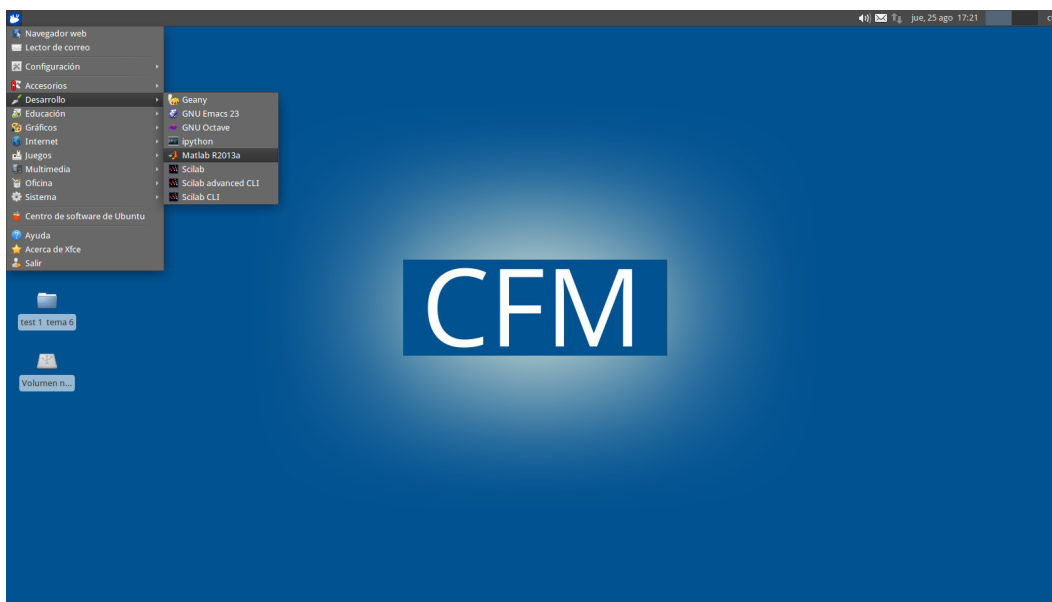 jue, 25 ago 17:21
Navegador web
Lector de correo
Configuración
Accesorios
Desarrollo
Educación
Gráficos
Internet
Juegos
Multimedia
Oficina
Sistema
Centro de software de Ubuntu
Ayuda
Acerca de Xfce
Salir
Geany
GNU Emacs 23
GNU Octave
ipython
Matlab R2013a
Scilab
Scilab advanced CLI
Scilab CLI
CFM
test 1 tema 6
Volumen n...